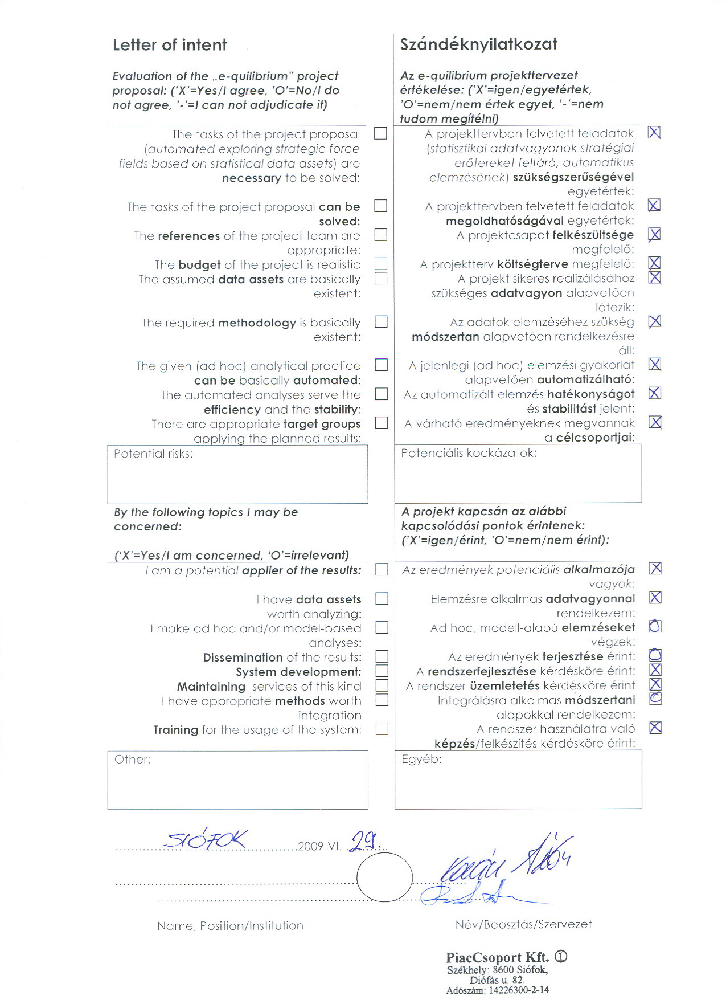 Letter of intent
Evaluation of the „e-quilibrium" project
proposal: ('X'=Yes/I agree, 'O'=No/I do
not agree, '-'=I can not adjudicate it)
The tasks of the project proposal
(automated exploring strategic force
fields based on statistical data assets) are
necessary to be solved:
The tasks of the project proposal can be
solved:
The references of the project team are
appropriate:
The budget of the project is realistic
The assumed data assets are basically
existent:
The required methodology is basically
existent:
The given (ad hoc) analytical practice
can be basically automated:
The automated analyses serve the
efficiency and the stability:
There are appropriate target groups
applying the planned results:
Potential risks:
By the following topics I may be
concerned:
('X'=Yes/I am concerned, 'O'=irrelevant)
I am a potential applier of the results:
I have data assets
worth analyzing:
I make ad hoc and/or model-based
analyses:
Dissemination of the results:
System development:
Maintaining services of this kind
I have appropriate methods worth
integration
Training for the usage of the system:
Other:
Szándéknyilatkozat
Az e-quilibrium projekttervezet
értékelése: ('X'=igen/egyetértek,
'O'=nem/nem értek egyet, '-'=nem
tudom megítélni)
A projekttervben felvetett feladatok
(statisztikai adatvagyonok stratégiai
erőtereket feltáró, automatikus
elemzésének) szükségszerűségével
egyetértek:
A projekttervben felvetett feladatok
megoldhatóságával egyetértek:
A projektcsapat felkészültsége
megfelelő:
A projektterv költségterve megfelelő:
A projekt sikeres realizálásához
szükséges adatvagyon alapvetően
létezik:
Az adatok elemzéséhez szükség
módszertan alapvetően rendelkezésre
áll:
A jelenlegi (ad hoc) elemzési gyakorlat
alapvetően automatizálható:
Az automatizált elemzés hatékonyságot
és stabilitást jelent:
A várható eredményeknek megvannak
a célcsoportjai:
Potenciális kockázatok:
A projekt kapcsán az alábbi
kapcsolódási pontok érintenek:
('X'=igen/érint, 'O'=nem/nem érint):
Az eredmények potenciális alkalmazója
vagyok:
Elemzésre alkalmas adatvagyonnal
rendelkezem:
Ad hoc, modell-alapú elemzéseket
végzek:
Az eredmények terjesztése érint:
A rendszerfejlesztése kérdésköre érint:
A rendszer-üzemletetés kérdésköre érint
Integrálásra alkalmas módszertani
alapokkal rendelkezem:
A rendszer használatra való
képzés/felkészítés kérdésköre érint:
Egyéb:
SIÓFOK ,2009.VI. 29.
Name, Position/Institution
Név/Beosztás/Szervezet
PiacCsoport Kft. ①
Székhely: 8600 Siófok,
Diófás u. 82.
Adószám: 14226300-2-14